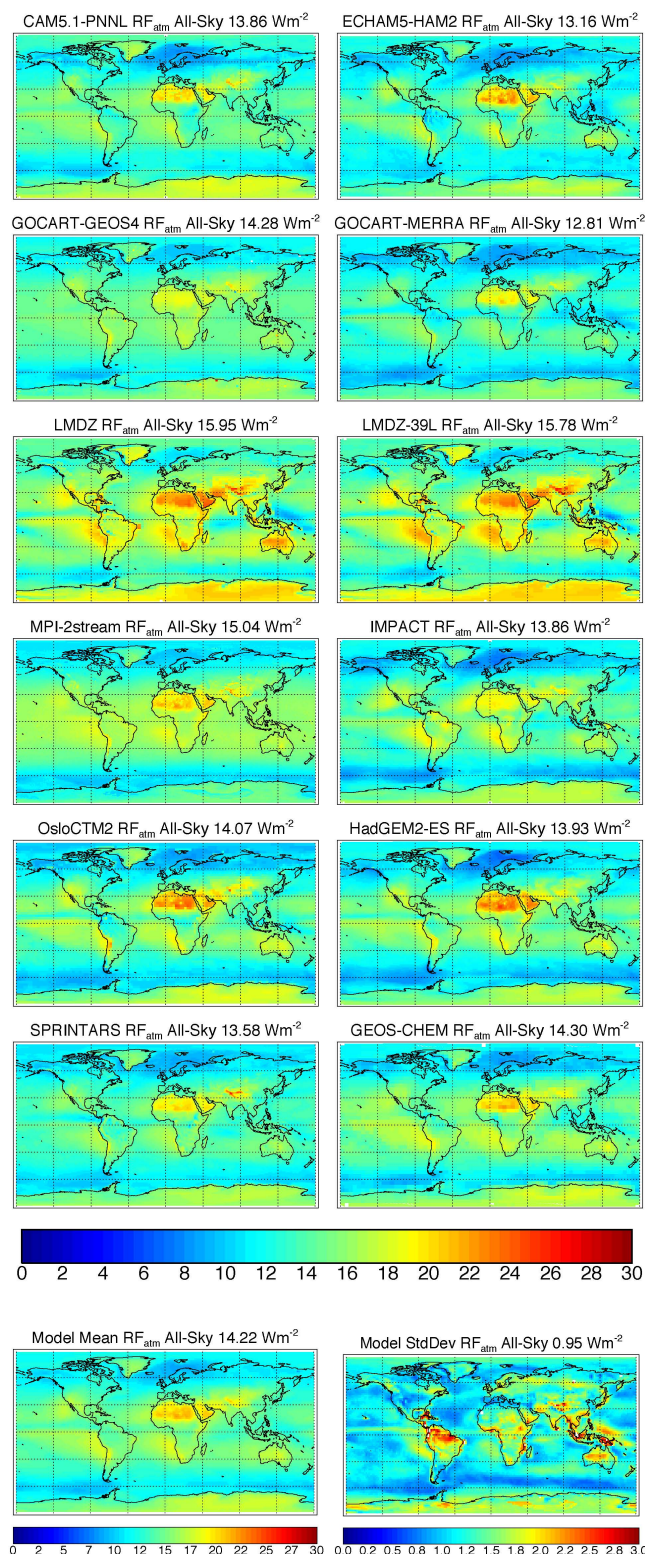 CAM5.1-PNNL RFatm All-Sky 13.86 Wm-2
ECHAM5-HAM2 RFatm All-Sky 13.16 Wm-2
GOCART-GEOS4 RFatm All-Sky 14.28 Wm-2
GOCART-MERRA RFatm All-Sky 12.81 Wm-2
LMDZ RFatm All-Sky 15.95 Wm-2
LMDZ-39L RFatm All-Sky 15.78 Wm-2
MPI-2stream RFatm All-Sky 15.04 Wm-2
IMPACT RFatm All-Sky 13.86 Wm-2
OsloCTM2 RFatm All-Sky 14.07 Wm-2
HadGEM2-ES RFatm All-Sky 13.93 Wm-2
SPRINTARS RFatm All-Sky 13.58 Wm-2
GEOS-CHEM RFatm All-Sky 14.30 Wm-2
0 2 4 6 8 10 12 14 16 18 20 22 24 26 28 30
Model Mean RFatm All-Sky 14.22 Wm-2
Model StdDev RFatm All-Sky 0.95 Wm-2
0 2 5 7 10 12 15 17 20 22 25 27 30
0.0 0.2 0.5 0.8 1.0 1.2 1.5 1.8 2.0 2.2 2.5 2.8 3.0